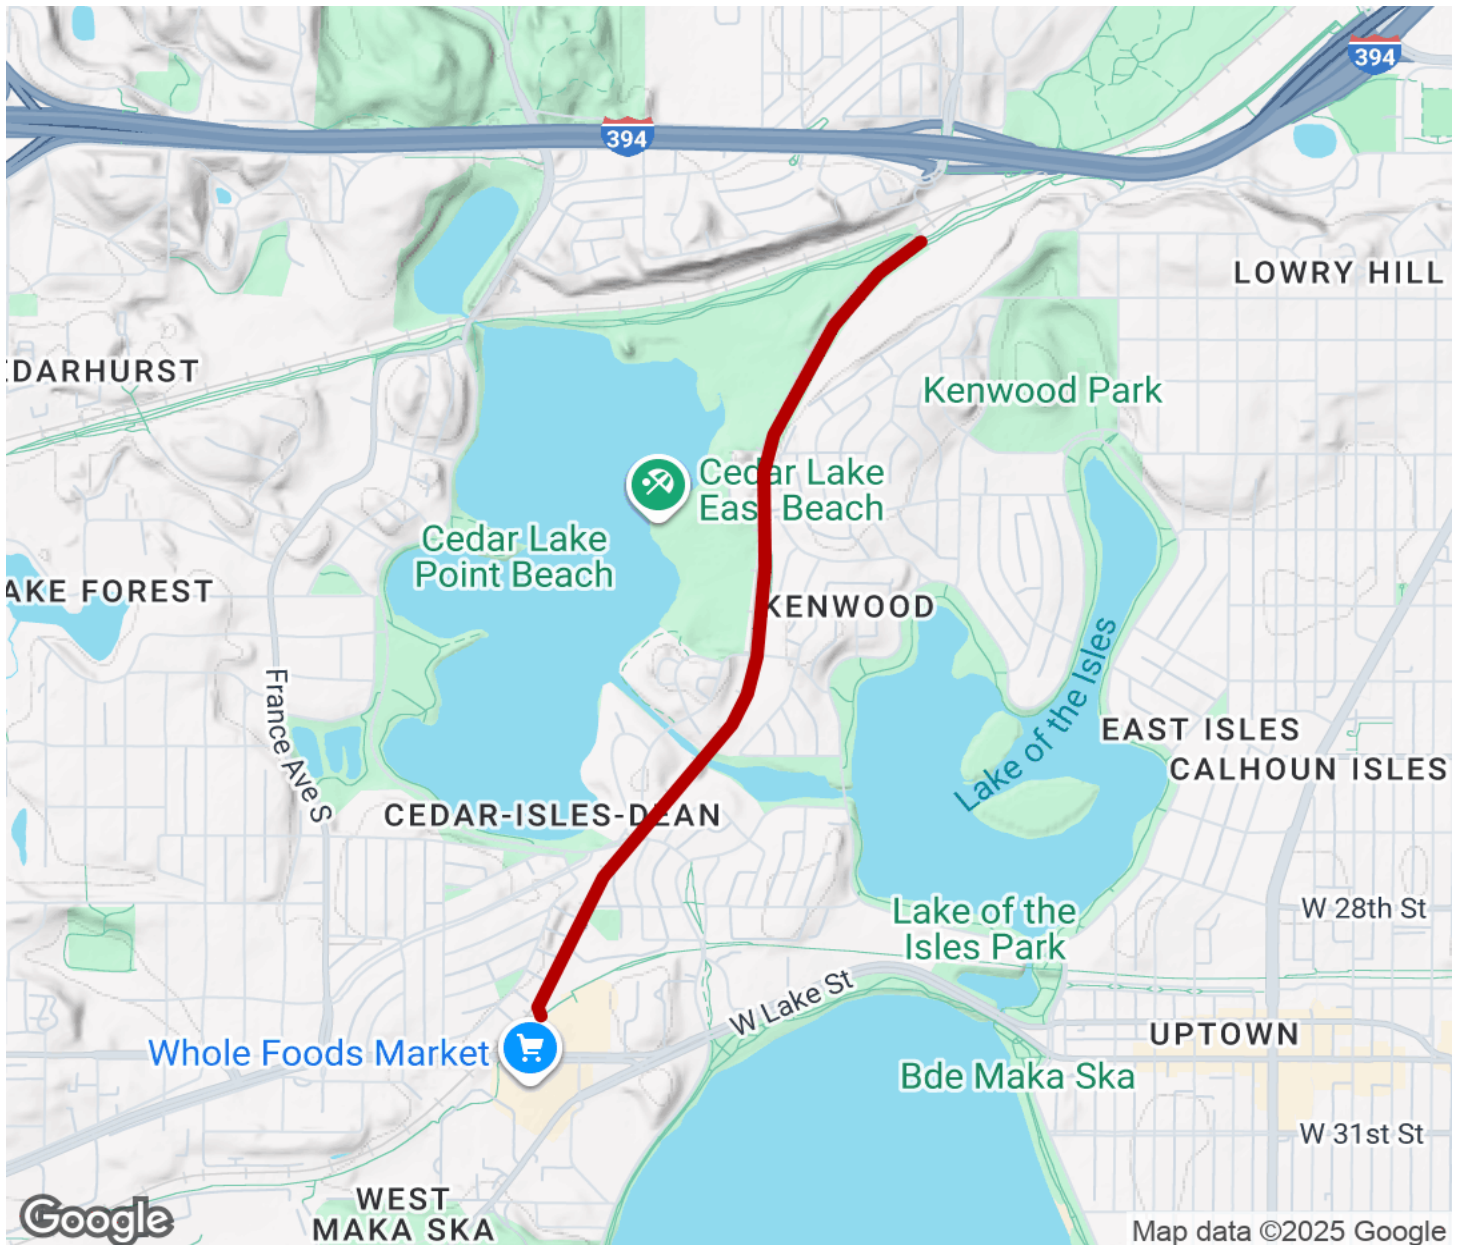 394
394
LOWRY HILL
EDARHURST
Kenwood Park
Cedar Lake
East Beach
Cedar Lake
Point Beach
AKE FOREST
KENWOOD
Lake of the Isles
France Ave S
EAST ISLES
CALHOUN ISLES
CEDAR-ISLES-DEAN
Lake of the
Isles Park
W 28th St
W Lake St
UPTOWN
Whole Foods Market
Bde Maka Ska
W 31st St
WEST
MAKA SKA
Google
Map data ©2025 Google